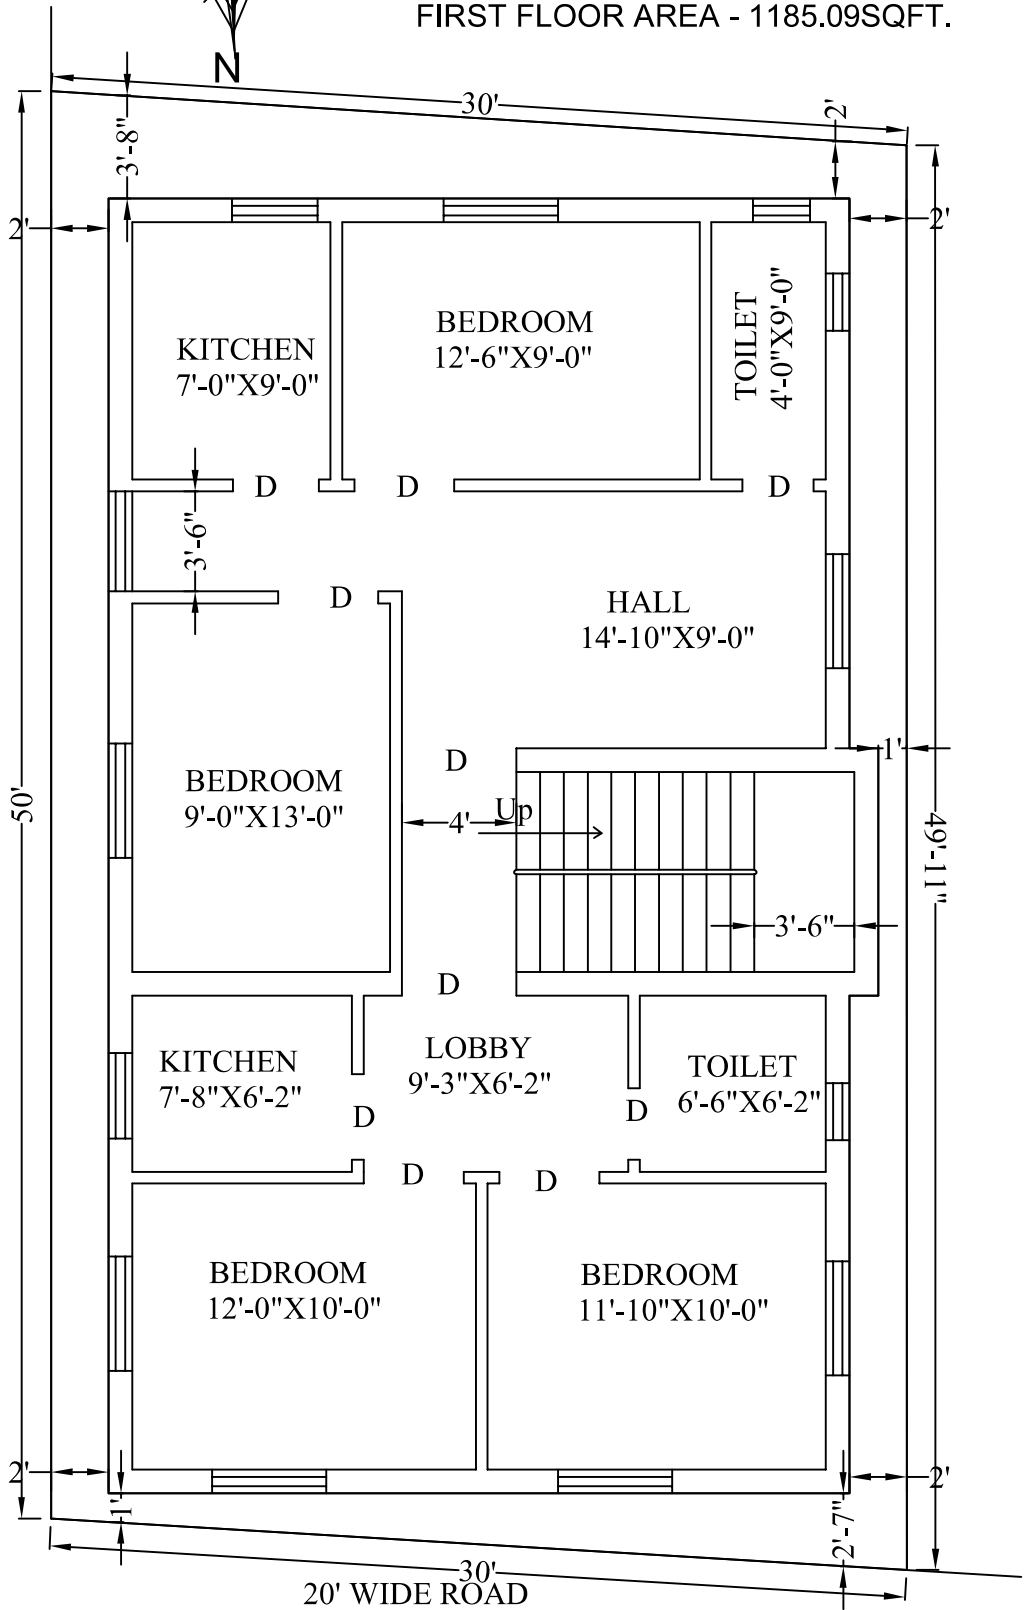 FIRST FLOOR AREA - 1185.09SQFT.
N
30'
2'
3'-8"
2'
2'
KITCHEN
7'-0"X9'-0"
BEDROOM
12'-6"X9'-0"
TOILET
4'-0"X9'-0"
D
D
D
3'-6"
D
HALL
14'-10"X9'-0"
D
1'
BEDROOM
9'-0"X13'-0"
4'
Up
50'
49'-11"
3'-6"
D
KITCHEN
7'-8"X6'-2"
LOBBY
9'-3"X6'-2"
TOILET
6'-6"X6'-2"
D
D
D
D
BEDROOM
12'-0"X10'-0"
BEDROOM
11'-10"X10'-0"
2'
2'
1'
2'-7"
30'
20' WIDE ROAD